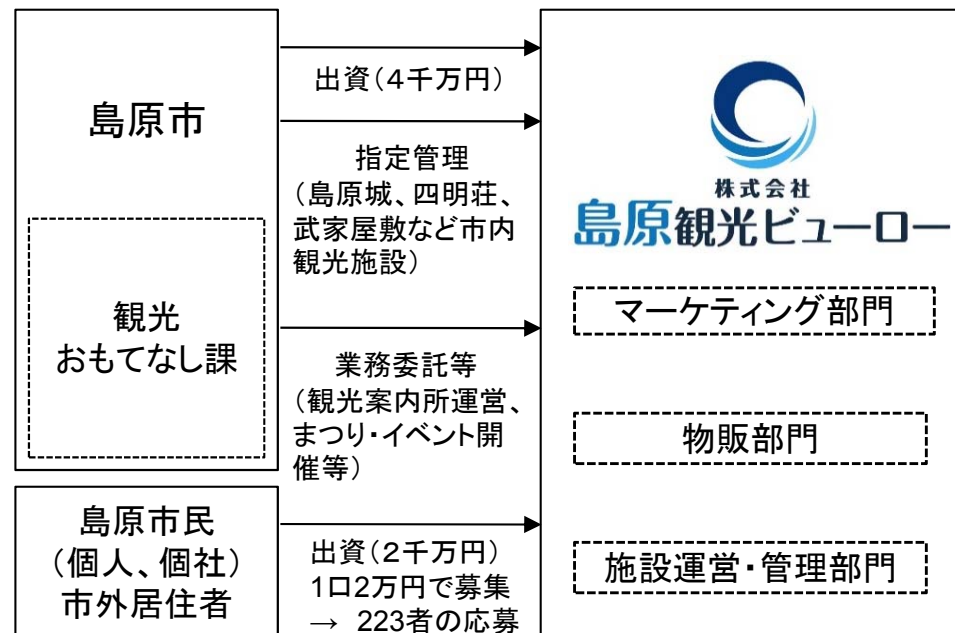 島原市
観光
おもてなし課
島原市民
（個人、個社）
市外居住者
出資（４千万円）
指定管理
（島原城、四明荘、
武家屋敷など市内
観光施設）
業務委託等
（観光案内所運営、
まつり・イベント開
催等）
出資（２千万円）
1口2万円で募集
→ 223者の応募
株式会社
島原観光ビューロー
マーケティング部門
物販部門
施設運営・管理部門